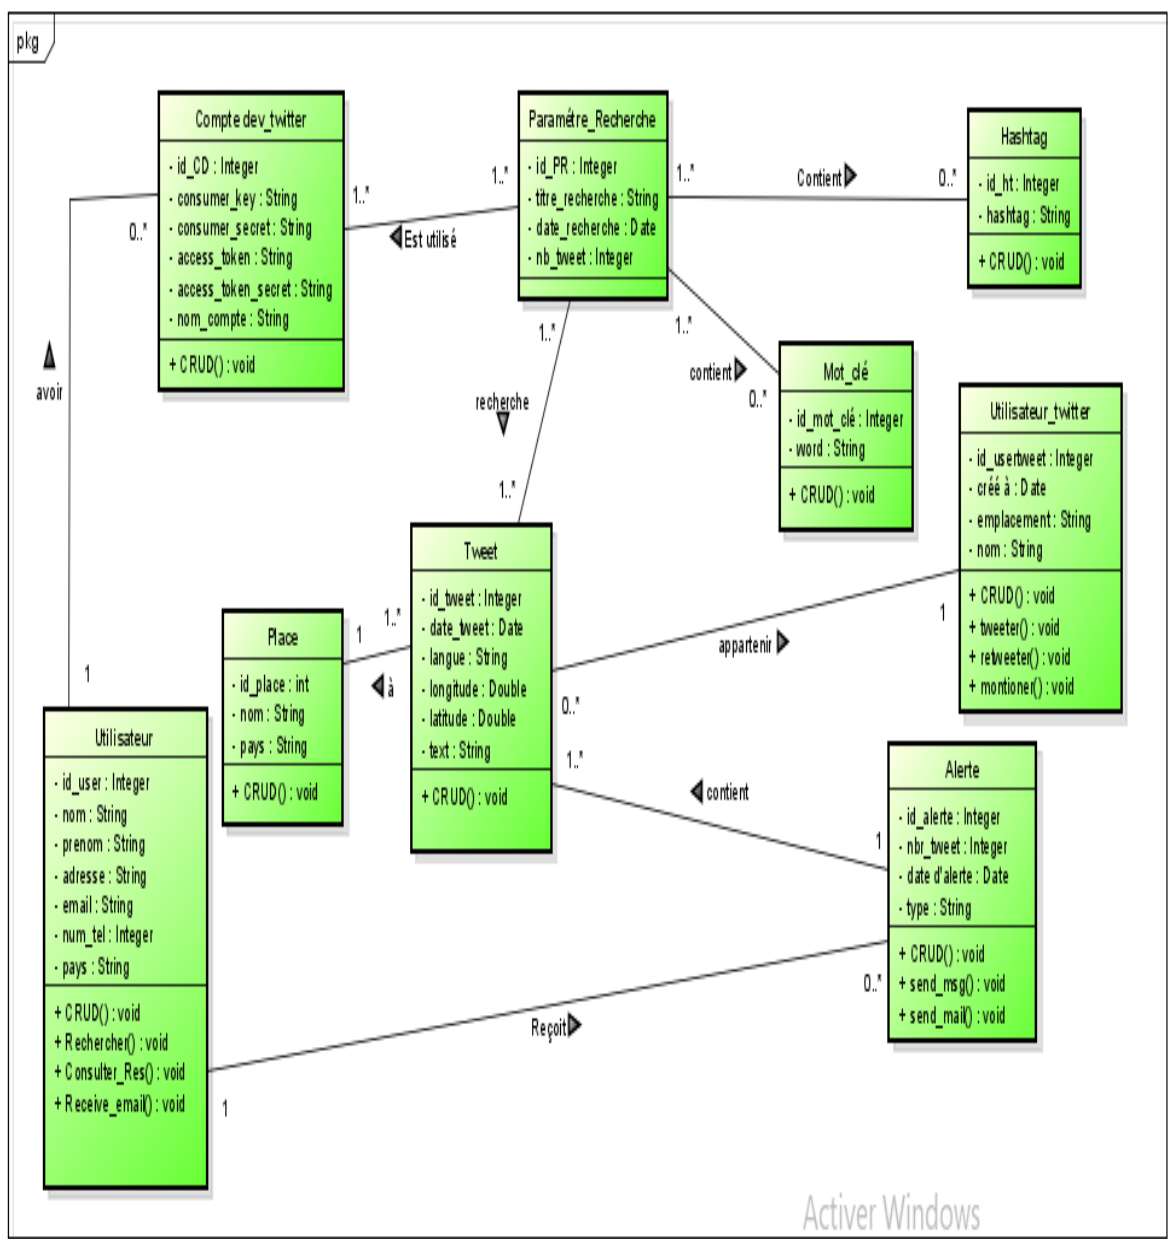 pkg
Compte dev_twitter
- id_CD : Integer
- consumer_key : String
- consumer_secret : String
- access_token : String
- access_token_secret : String
- nom_compte : String
+ CRUD() : void
0..*
1..*
Est utilisé
1..*
Paramétre_Recherche
- id_PR : Integer
- titre_recherche : String
- date_recherche : Date
- nb_tweet : Integer
1..*
Contient
0..*
Hashtag
- id_ht : Integer
- hashtag : String
+ CRUD() : void
avoir
1..*
recherche
1..*
1..*
contient
0..*
Mot_clé
- id_mot_clé : Integer
- word : String
+ CRUD() : void
Utilisateur_twitter
- id_usertweet : Integer
- créé à : Date
- emplacement : String
- nom : String
+ CRUD() : void
+ tweeter() : void
+ retweeter() : void
+ montioner() : void
Tweet
- id_tweet : Integer
- date_tweet : Date
- langue : String
- longitude : Double
- latitude : Double
- text : String
+ CRUD() : void
1..*
1
à
Place
- id_place : int
- nom : String
- pays : String
+ CRUD() : void
1
appartenir
0..*
1..*
contient
1
1
Utilisateur
- id_user : Integer
- nom : String
- prenom : String
- adresse : String
- email : String
- num_tel : Integer
- pays : String
+ CRUD() : void
+ Rechercher() : void
+ Consulter_Res() : void
+ Receive_email() : void
Alerte
- id_alerte : Integer
- nbr_tweet : Integer
- date d'alerte : Date
- type : String
+ CRUD() : void
+ send_msg() : void
+ send_mail() : void
0..*
Reçoit
1
Activer Windows